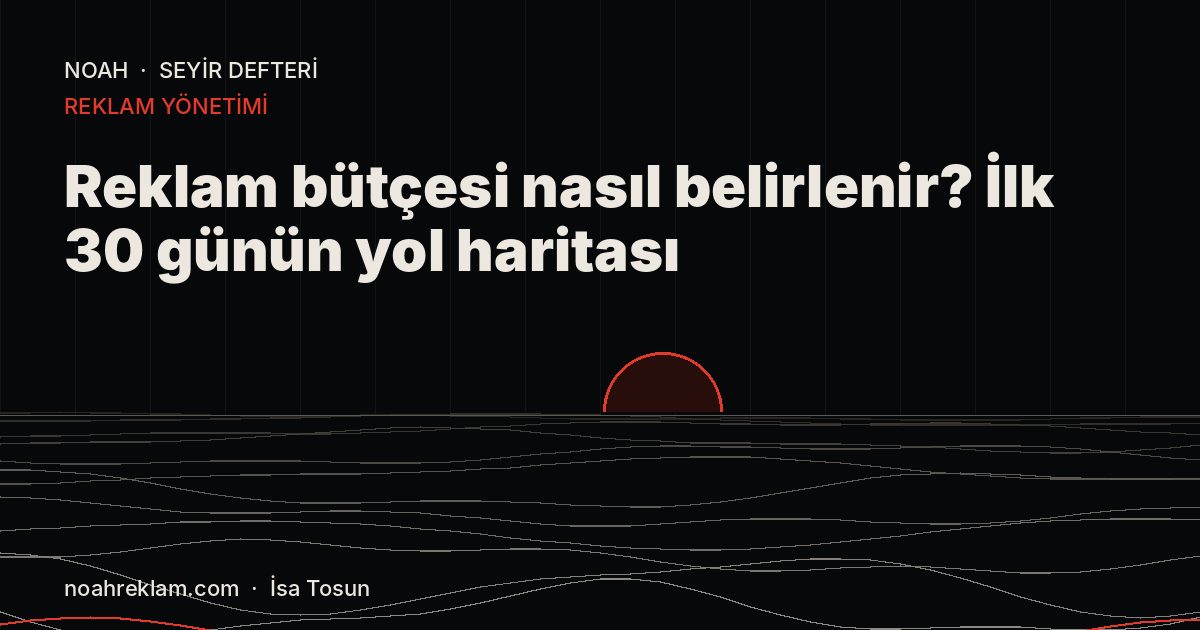 NOAH · SEYİR DEFTERİ
REKLAM YÖNETİMİ
Reklam bütçesi nasıl belirlenir? İlk
30 günün yol haritası
noahreklam.com · İsa Tosun